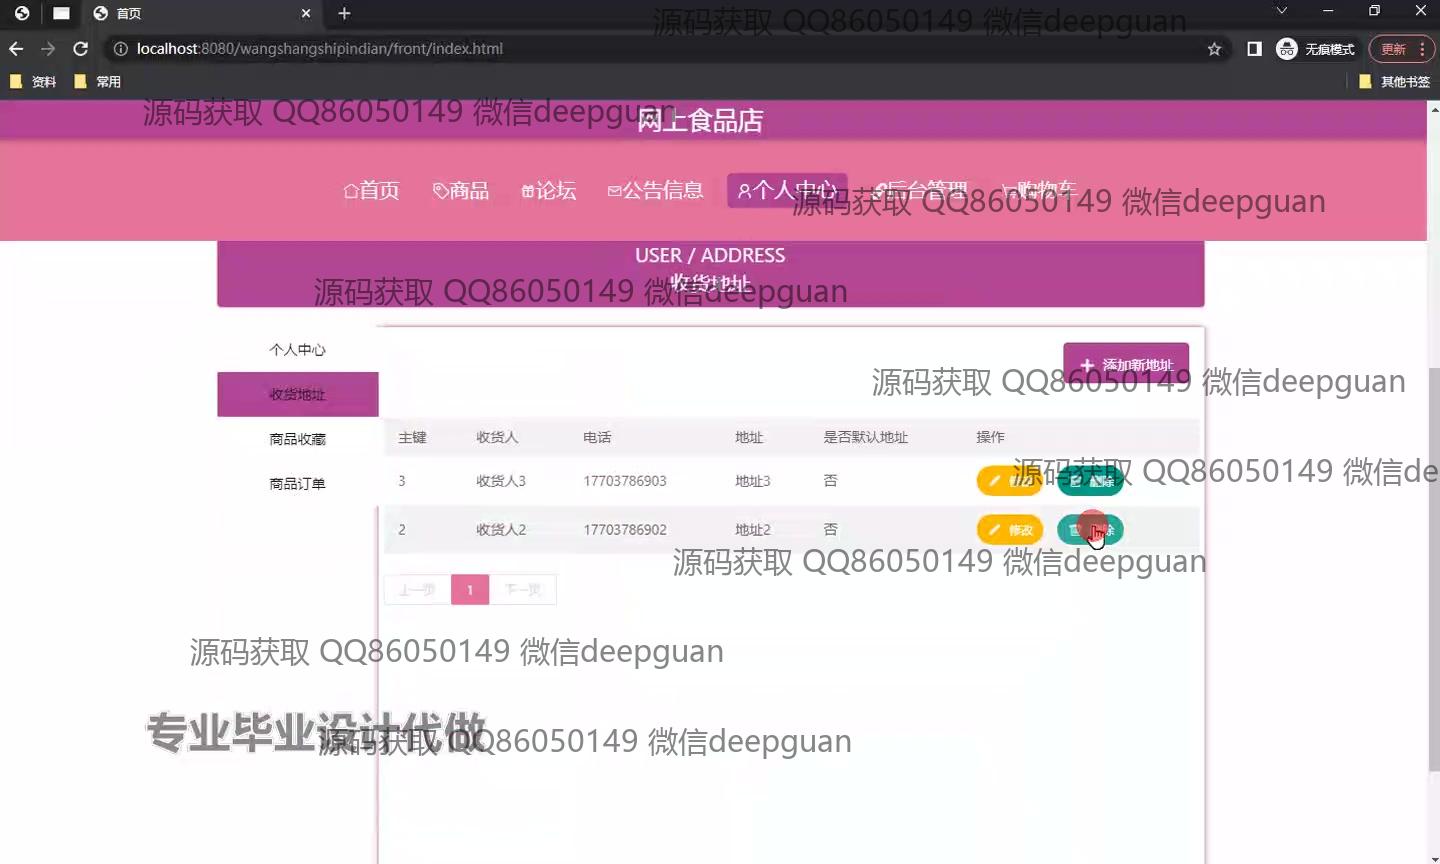 首页
源码获取 QQ86050149 微信deepguan
localhost:8080/wangshangshipindian/front/index.html
无痕模式
更新
资料
常用
其他书签
源码获取 QQ86050149 微信deepguan
网上食品店
首页
商品
论坛
公告信息
个人中心
后台管理
购物车
源码获取 QQ86050149 微信deepguan
USER / ADDRESS
收货地址
源码获取 QQ86050149 微信deepguan
个人中心
收货地址
商品收藏
商品订单
添加新地址
源码获取 QQ86050149 微信deepguan
主键 收货人 电话 地址 是否默认地址 操作
3 收货人3 17703786903 地址3 否 删除
源码获取 QQ86050149 微信de
2 收货人2 17703786902 地址2 否 修改
源码获取 QQ86050149 微信deepguan
上一页 1 下一页
源码获取 QQ86050149 微信deepguan
专业毕业设计代做
源码获取 QQ86050149 微信deepguan